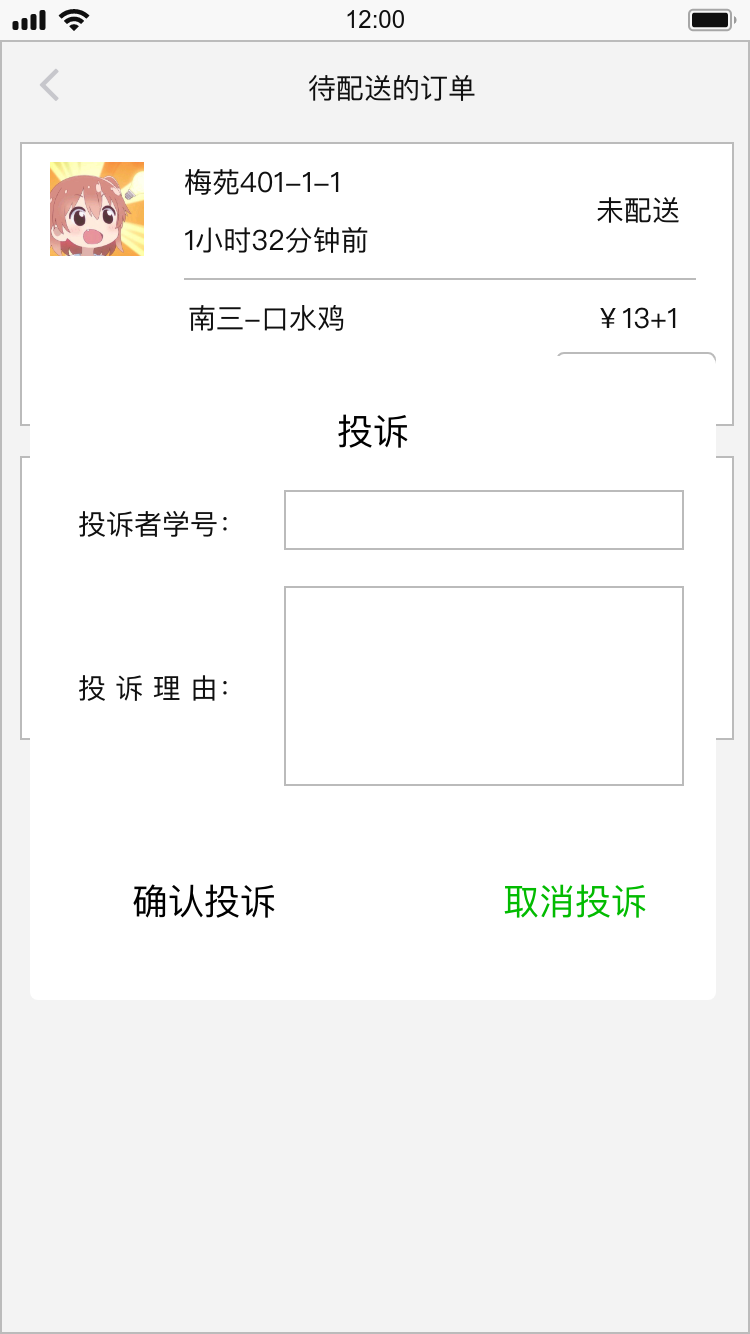 12:00
待配送的订单
梅苑401-1-1
未配送
1小时32分钟前
南三-口水鸡
¥13+1
投诉
投诉者学号：
投 诉 理 由：
确认投诉
取消投诉